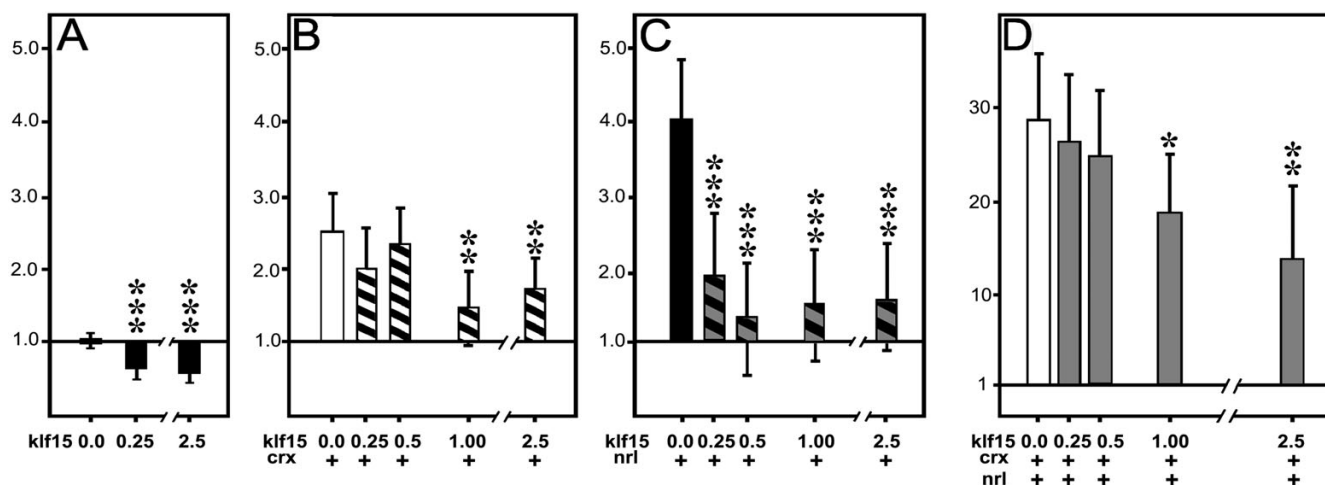 A B C D
5.0 5.0 5.0
4.0 4.0 4.0
3.0 3.0 3.0
2.0 2.0 2.0
1.0 1.0 1.0
30
20
10
1
*** ***
** **
*** *** *** ***
* **
klf15 0.0 0.25 2.5
klf15 0.0 0.25 0.5 1.00 2.5
crx + + + + +
klf15 0.0 0.25 0.5 1.00 2.5
nrl + + + + +
klf15 0.0 0.25 0.5 1.00 2.5
crx + + + + +
nrl + + + + +